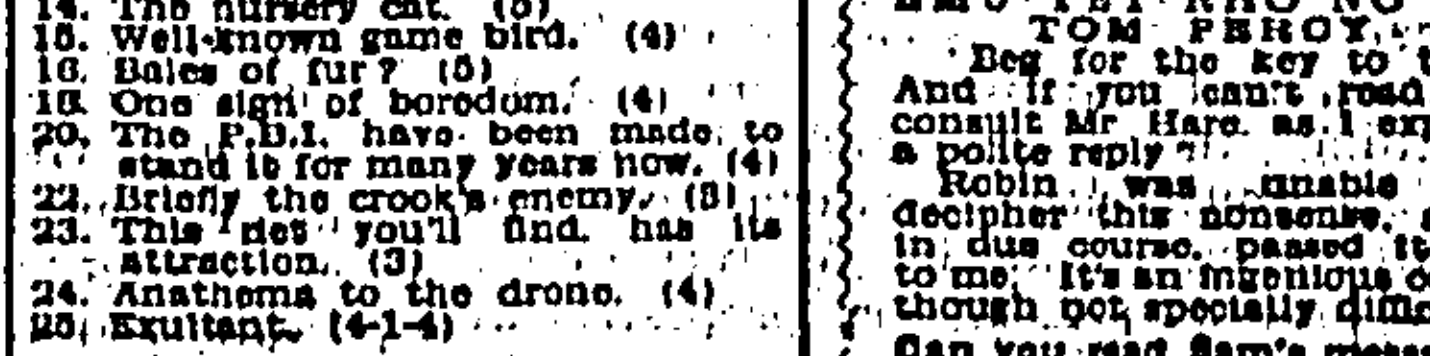 14. The nursery cat. (5)
15. Well-known game bird. (4)
16. Bales of fur? (5)
18. One sign of boredom. (4)
20. The P.B.I. have been made to
stand it for many years now. (4)
22. Briefly the crook's enemy. (3)
23. This "det" you'll find has its
attraction. (3)
24. Anathema to the drone. (4)
25. Exultant. (4-1-4)
TOM PERCY
Beg for the key to
And if you can't read
consult Mr Hare. as I
a polite reply
Robin was unable
decipher this nonsense,
in due course. passed it
to me. It's an ingenious
though not specially
Can you read Sam's